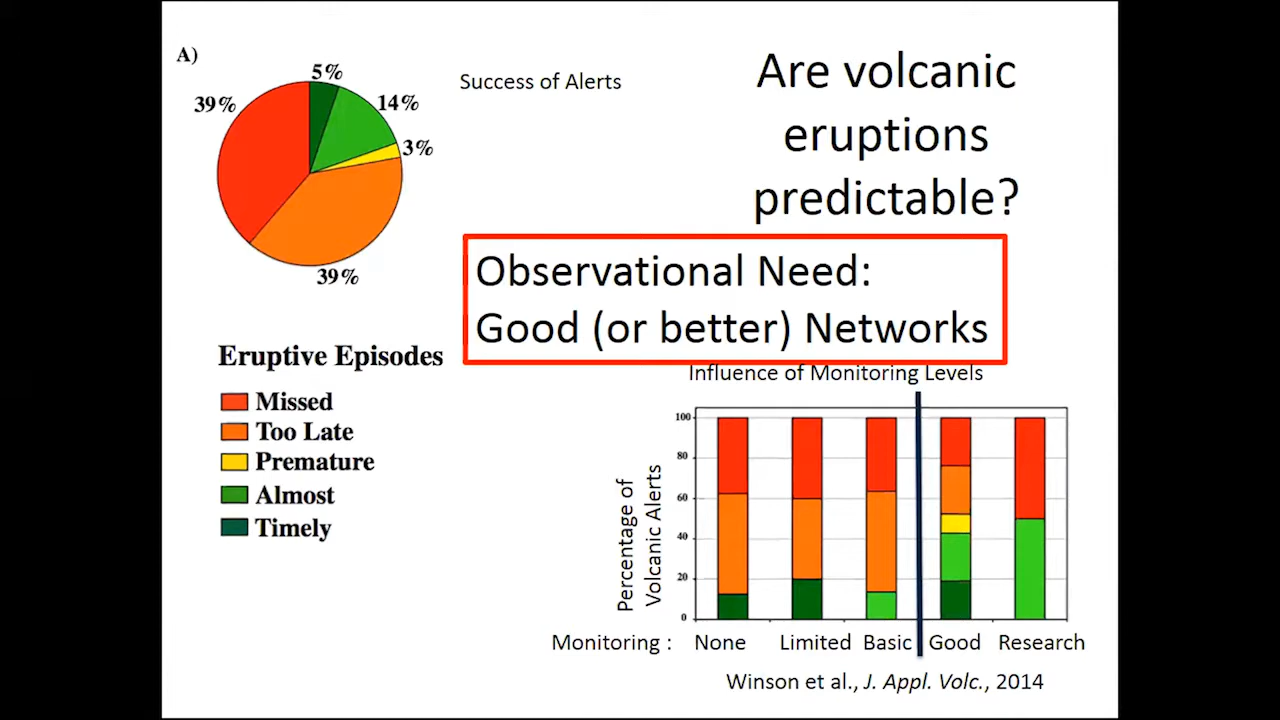 A)
5%
39%
14%
3%
39%
Success of Alerts
Are volcanic
eruptions
predictable?
Observational Need:
Good (or better) Networks
Eruptive Episodes
Missed
Too Late
Premature
Almost
Timely
Influence of Monitoring Levels
Percentage of
Volcanic Alerts
100
80
60
40
20
0
Monitoring : None Limited Basic Good Research
Winson et al., J. Appl. Volc., 2014